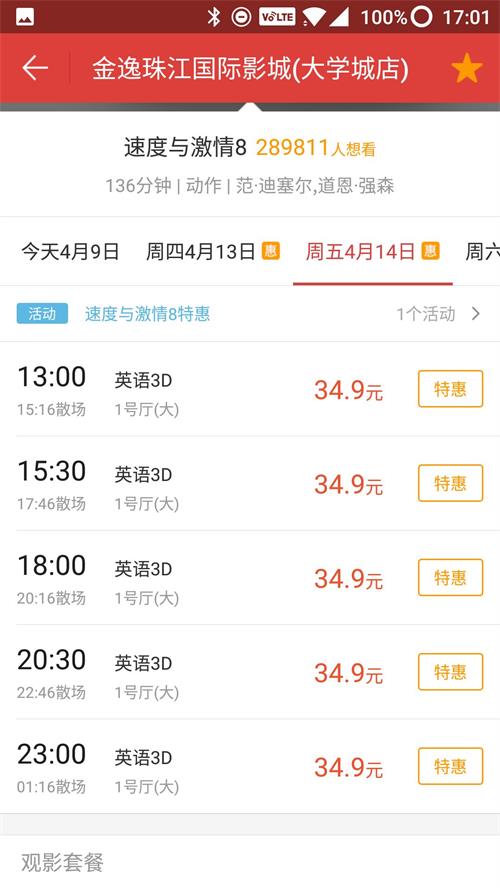 VoLTE 100% 17:01
金逸珠江国际影城(大学城店)
速度与激情8 289811人想看
136分钟 | 动作 | 范·迪塞尔,道恩·强森
今天4月9日 周四4月13日 惠 周五4月14日 惠 周六
活动 速度与激情8特惠 1个活动
13:00 英语3D 34.9元 特惠
15:16散场 1号厅(大)
15:30 英语3D 34.9元 特惠
17:46散场 1号厅(大)
18:00 英语3D 34.9元 特惠
20:16散场 1号厅(大)
20:30 英语3D 34.9元 特惠
22:46散场 1号厅(大)
23:00 英语3D 34.9元 特惠
01:16散场 1号厅(大)
观影套餐